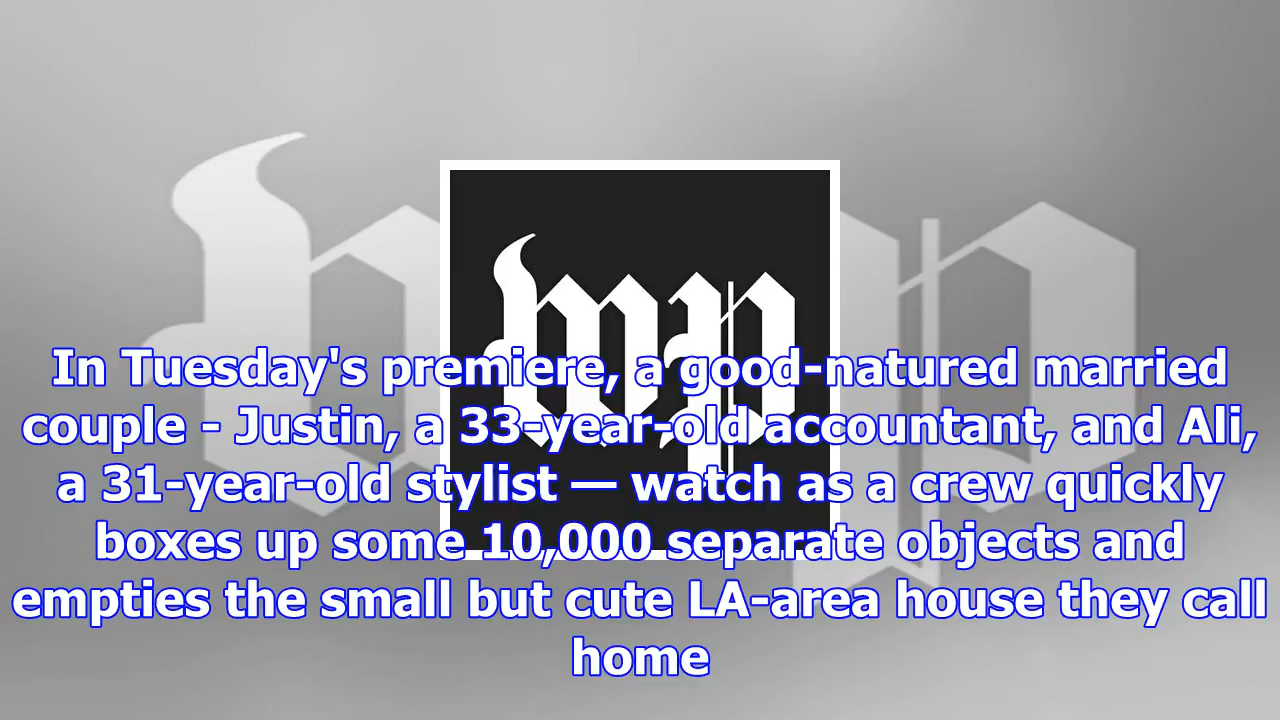 wp
In Tuesday's premiere, a good-natured married
couple - Justin, a 33-year-old accountant, and Ali,
a 31-year-old stylist — watch as a crew quickly
boxes up some 10,000 separate objects and
empties the small but cute LA-area house they call
home